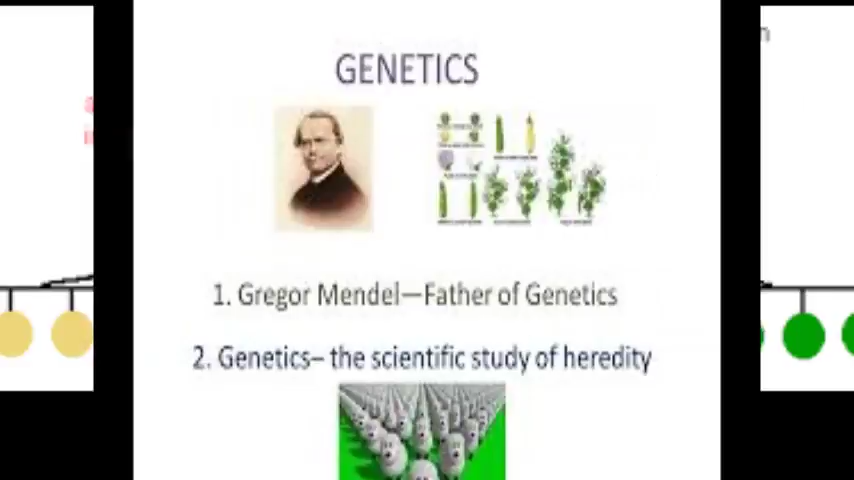 GENETICS
1. Gregor Mendel—Father of Genetics
2. Genetics– the scientific study of heredity